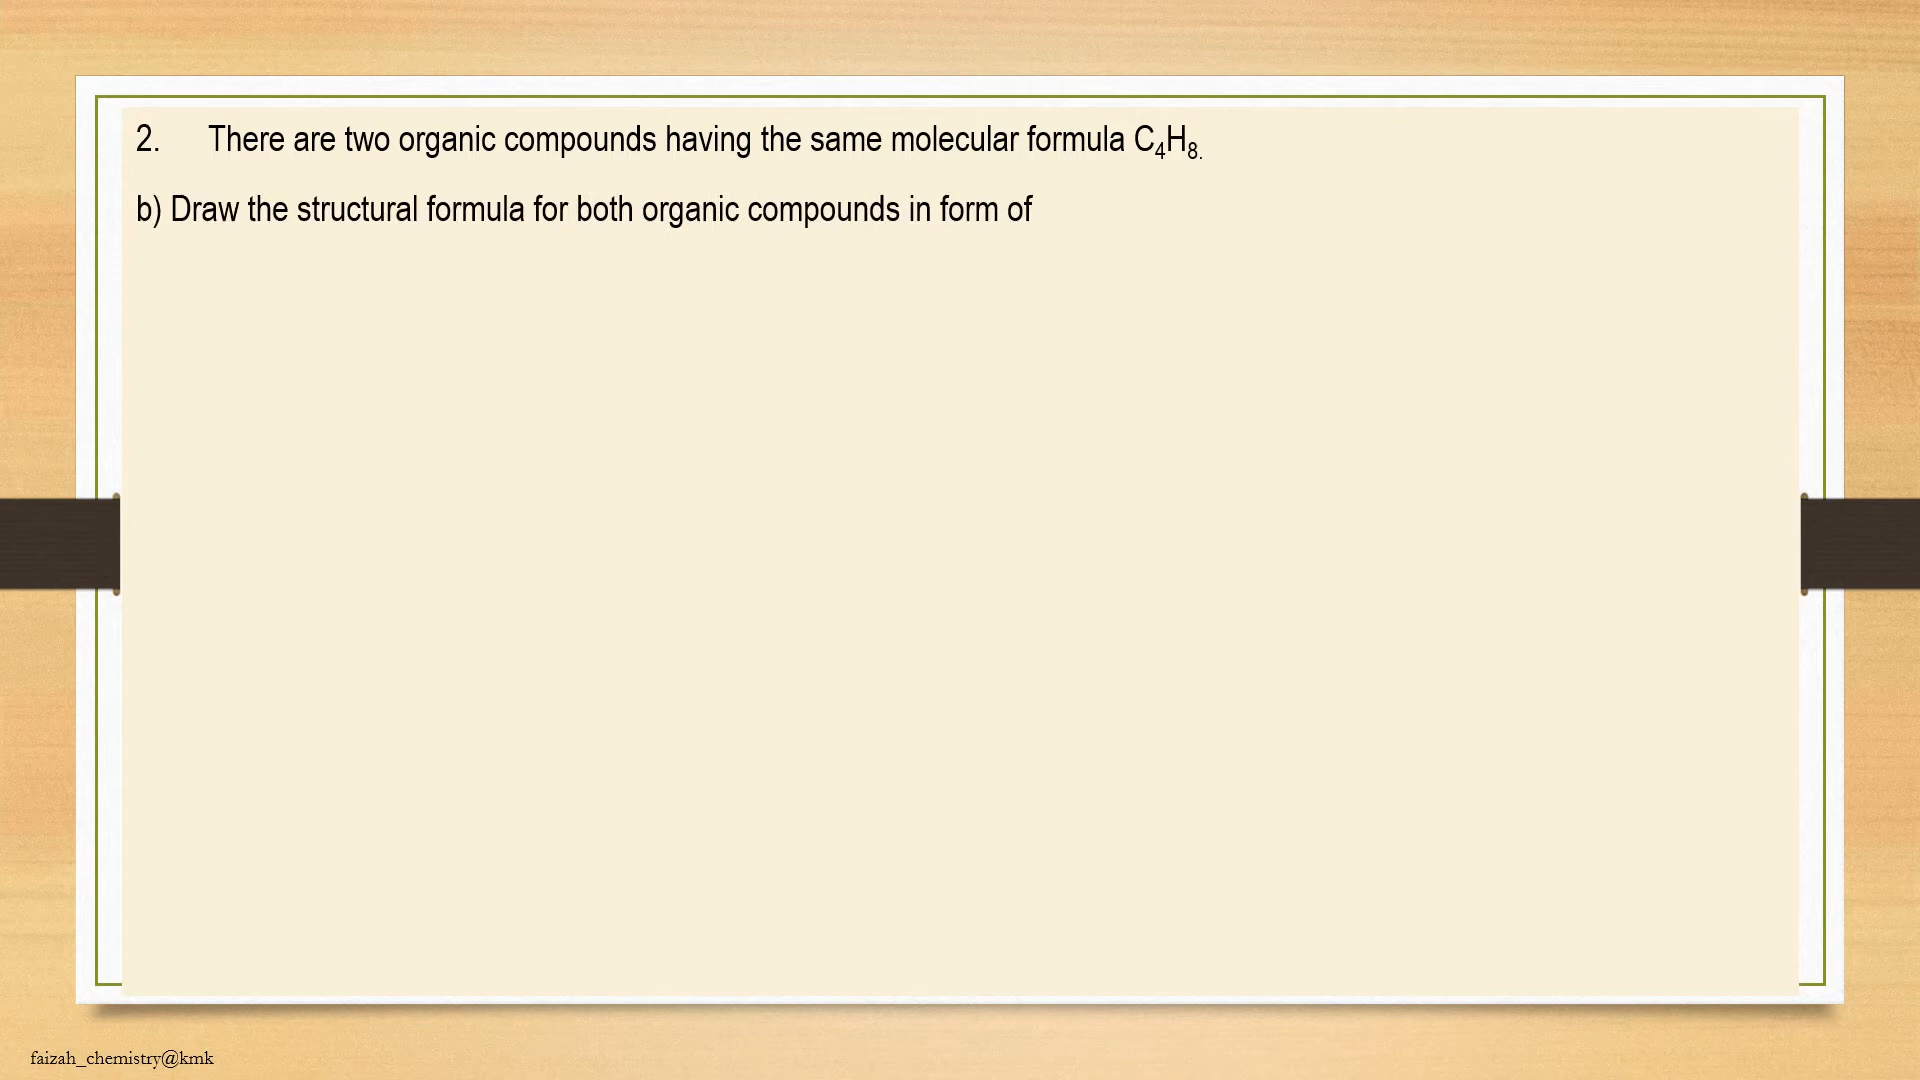 2. There are two organic compounds having the same molecular formula C₄H₈.
b) Draw the structural formula for both organic compounds in form of
faizah_chemistry@kmk